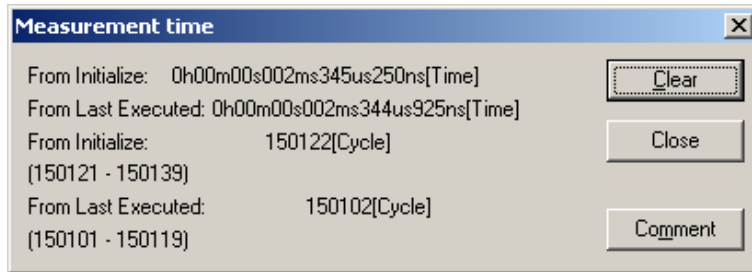 Measurement time
From Initialize: 0h00m00s002ms345us250ns[Time]
Clear
From Last Executed: 0h00m00s002ms344us925ns[Time]
From Initialize: 150122[Cycle]
Close
(150121 - 150139)
From Last Executed: 150102[Cycle]
Comment
(150101 - 150119)